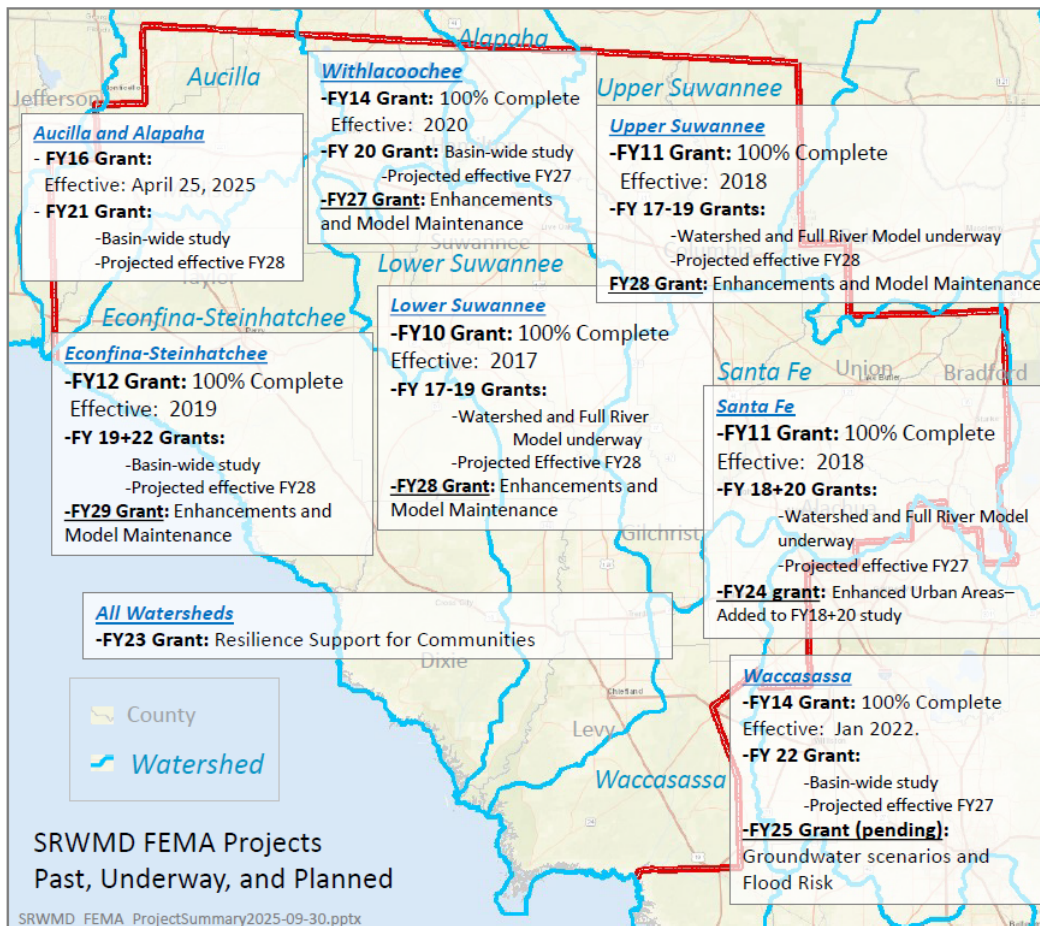 Alapaha
Aucilla
Jefferson
Upper Suwannee
Withlacoochee
-FY14 Grant: 100% Complete
Effective: 2020
-FY 20 Grant: Basin-wide study
-Projected effective FY27
-FY27 Grant: Enhancements
and Model Maintenance
Aucilla and Alapaha
- FY16 Grant:
Effective: April 25, 2025
- FY21 Grant:
-Basin-wide study
-Projected effective FY28
Upper Suwannee
-FY11 Grant: 100% Complete
Effective: 2018
-FY 17-19 Grants:
-Watershed and Full River Model underway
-Projected effective FY28
FY28 Grant: Enhancements and Model Maintenance
Suwannee
Columbia
Taylor
Lower Suwannee
Econfina-Steinhatchee
Econfina-Steinhatchee
-FY12 Grant: 100% Complete
Effective: 2019
-FY 19+22 Grants:
-Basin-wide study
-Projected effective FY28
-FY29 Grant: Enhancements and
Model Maintenance
Lower Suwannee
-FY10 Grant: 100% Complete
Effective: 2017
-FY 17-19 Grants:
-Watershed and Full River
Model underway
-Projected Effective FY28
-FY28 Grant: Enhancements and
Model Maintenance
Santa Fe
Union
Bradford
Santa Fe
-FY11 Grant: 100% Complete
Effective: 2018
-FY 18+20 Grants:
-Watershed and Full River Model
underway
-Projected effective FY27
-FY24 grant: Enhanced Urban Areas–
Added to FY18+20 study
Alachua
Gilchrist
All Watersheds
-FY23 Grant: Resilience Support for Communities
Dixie
Chiefland
Levy
Waccasassa
Waccasassa
-FY14 Grant: 100% Complete
Effective: Jan 2022.
-FY 22 Grant:
-Basin-wide study
-Projected effective FY27
-FY25 Grant (pending):
Groundwater scenarios and
Flood Risk
County
Watershed
SRWMD FEMA Projects
Past, Underway, and Planned
SRWMD_FEMA_ProjectSummary2025-09-30.pptx